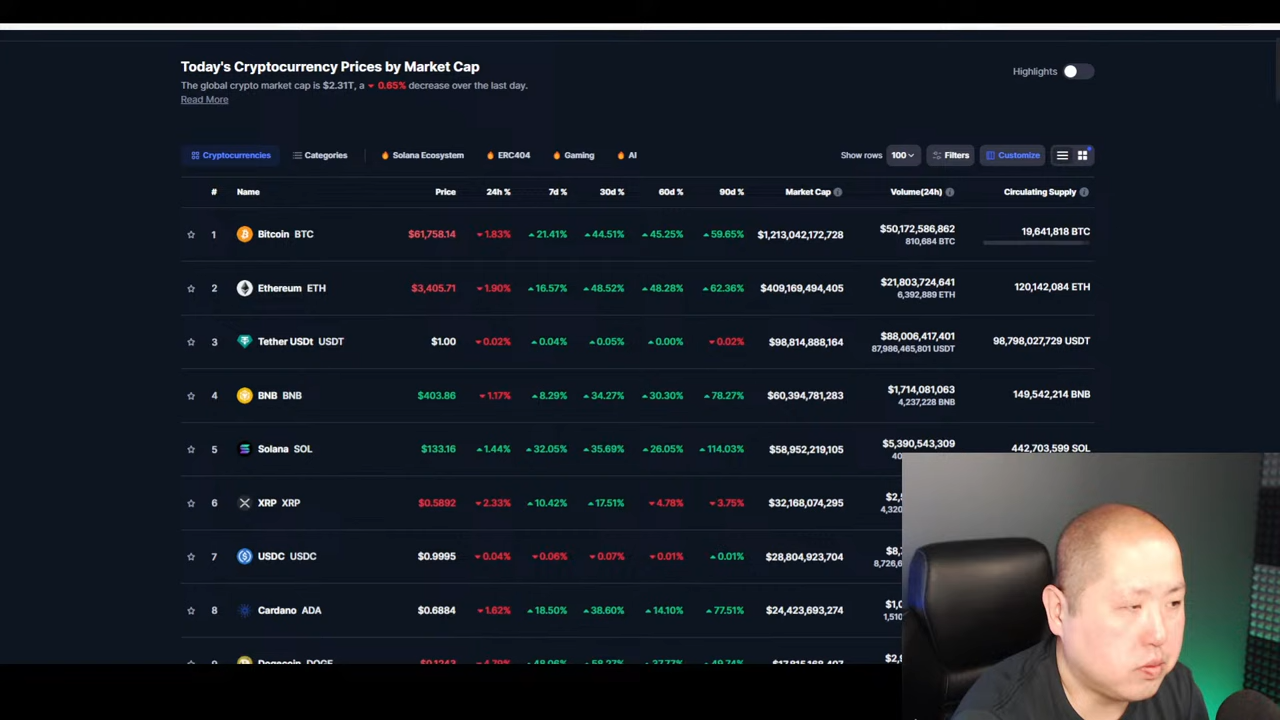 Today's Cryptocurrency Prices by Market Cap
The global crypto market cap is $2.31T, a 0.65% decrease over the last day.
Read More
Highlights
Cryptocurrencies Categories Solana Ecosystem ERC404 Gaming AI Show rows 100 Filters Customize
# Name Price 24h % 7d % 30d % 60d % 90d % Market Cap Volume(24h) Circulating Supply
1 Bitcoin BTC $61,758.14 1.83% 21.41% 44.51% 45.25% 59.65% $1,213,042,172,728 $50,172,586,862 19,641,818 BTC
810,684 BTC
2 Ethereum ETH $3,405.71 1.90% 16.57% 48.52% 48.28% 62.36% $409,169,494,405 $21,803,724,641 120,142,084 ETH
6,392,889 ETH
3 Tether USDt USDT $1.00 0.02% 0.04% 0.05% 0.00% 0.02% $98,814,888,164 $88,006,417,401 98,798,027,729 USDT
87,986,465,801 USDT
4 BNB BNB $403.86 1.17% 8.29% 34.27% 30.30% 78.27% $60,394,781,283 $1,714,081,063 149,542,214 BNB
4,237,228 BNB
5 Solana SOL $133.16 1.44% 32.05% 35.69% 26.05% 114.03% $58,952,219,105 $5,390,543,309 442,703,599 SOL
6 XRP XRP $0.5892 2.33% 10.42% 17.51% 4.78% 3.75% $32,168,074,295
7 USDC USDC $0.9995 0.04% 0.06% 0.07% 0.01% 0.01% $28,804,923,704
8 Cardano ADA $0.6884 1.62% 18.50% 38.60% 14.10% 77.51% $24,423,693,274
Dogecoin DOGE